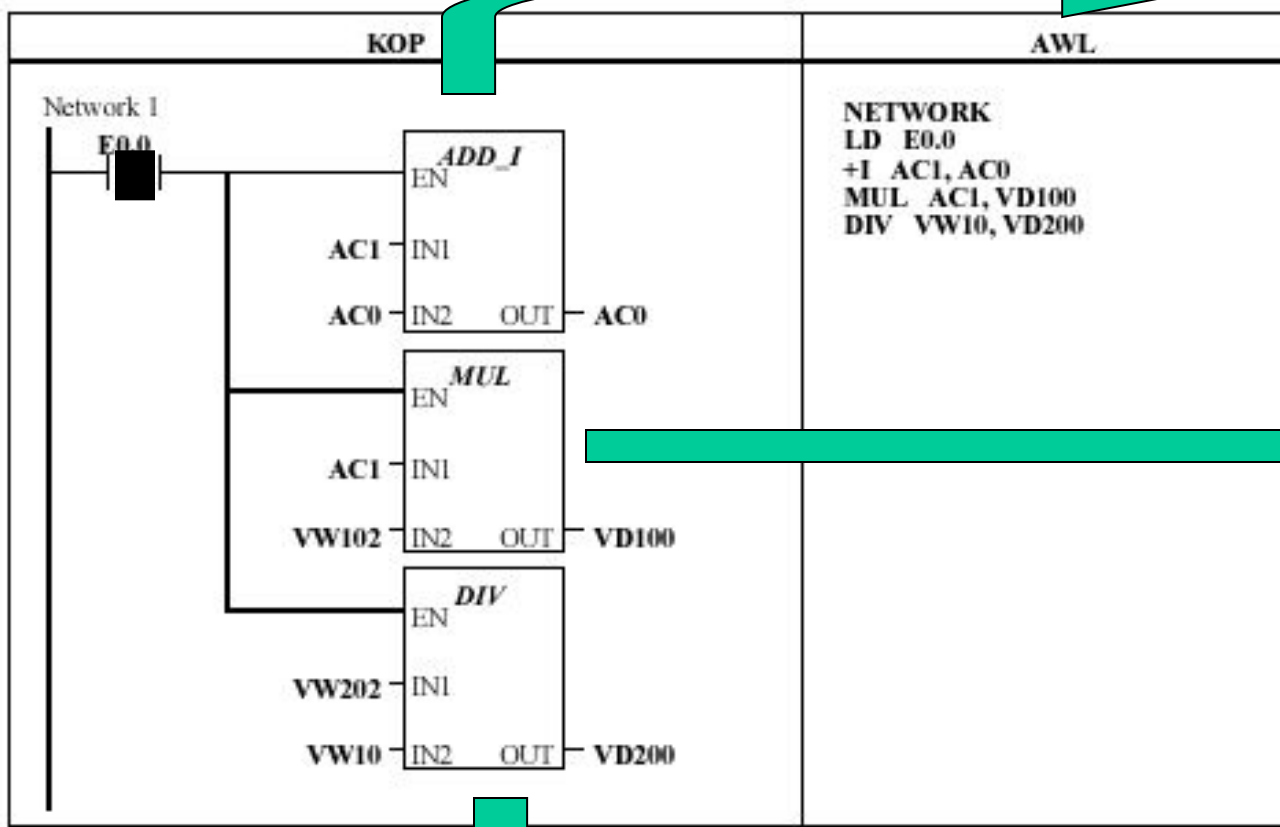 KOP
AWL
Network 1
E0.0
ADD_I
EN
AC1 IN1
AC0 IN2 OUT AC0
MUL
EN
AC1 IN1
VW102 IN2 OUT VD100
DIV
EN
VW202 IN1
VW10 IN2 OUT VD200
NETWORK
LD E0.0
+I AC1, AC0
MUL AC1, VD100
DIV VW10, VD200